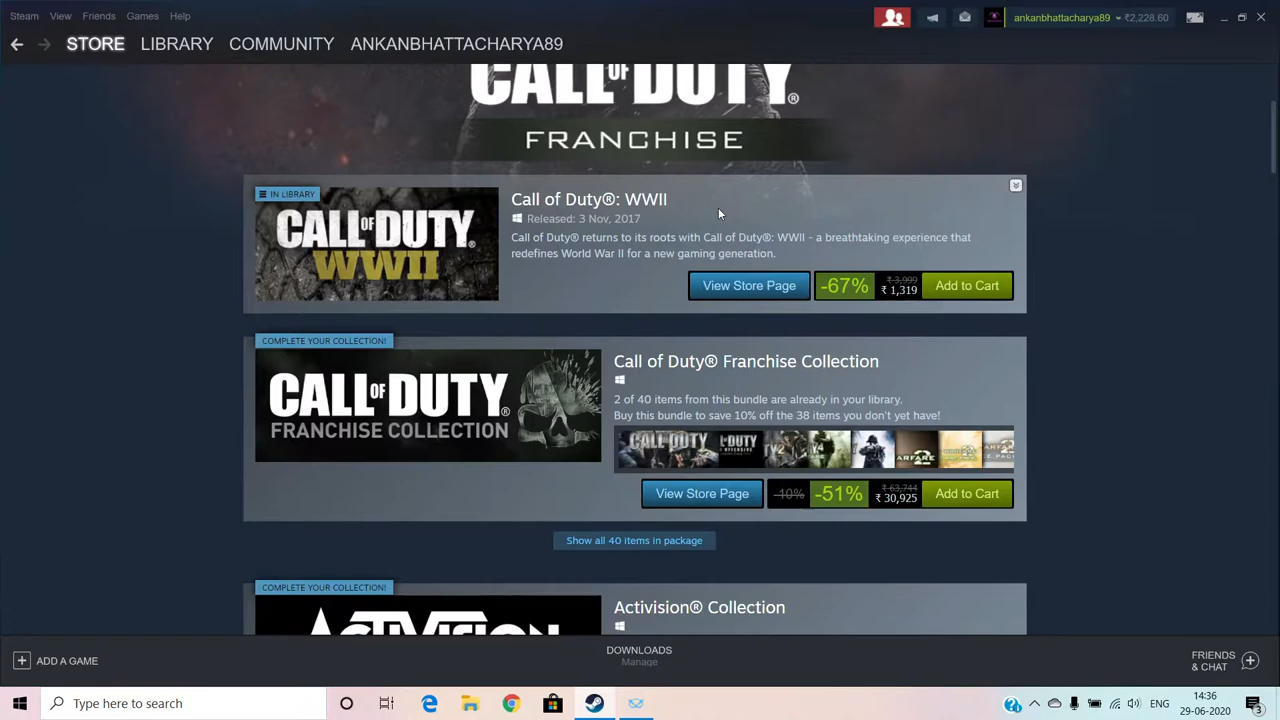 Steam View Friends Games Help
ankanbhattacharya89 ₹2,228.60
STORE LIBRARY COMMUNITY ANKANBHATTACHARYA89
CALL OF DUTY®
FRANCHISE
IN LIBRARY
CALL OF DUTY®
WWII
Call of Duty®: WWII
Released: 3 Nov, 2017
Call of Duty® returns to its roots with Call of Duty®: WWII - a breathtaking experience that
redefines World War II for a new gaming generation.
View Store Page -67% ₹ 3,999 ₹ 1,319 Add to Cart
COMPLETE YOUR COLLECTION!
CALL OF DUTY®
FRANCHISE COLLECTION
Call of Duty® Franchise Collection
2 of 40 items from this bundle are already in your library.
Buy this bundle to save 10% off the 38 items you don't yet have!
View Store Page -10% -51% ₹ 63,744 ₹ 30,925 Add to Cart
Show all 40 items in package
COMPLETE YOUR COLLECTION!
ACTIVISION
Activision® Collection
+ ADD A GAME
DOWNLOADS
Manage
FRIENDS
& CHAT +
Type here to search
ENG
14:36
29-06-2020
3